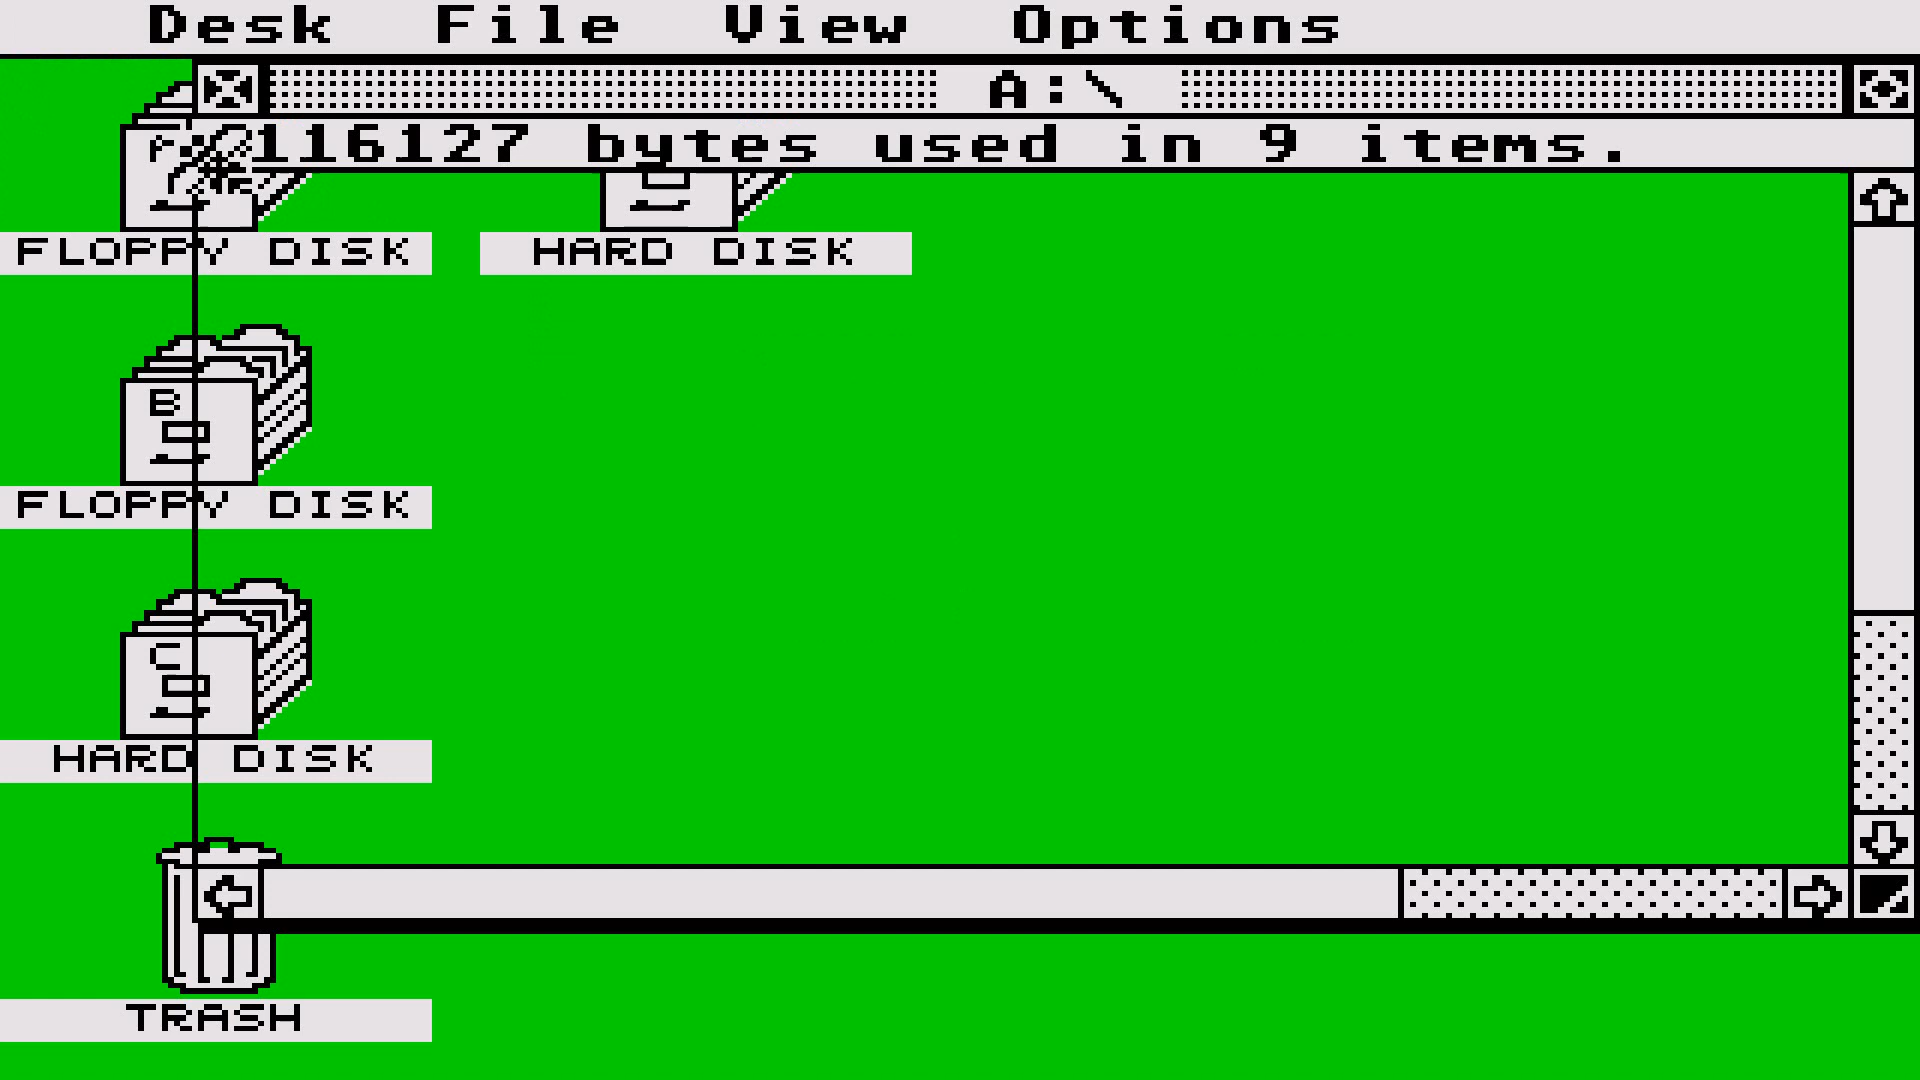 Desk File View Options
A:\
116127 bytes used in 9 items.
FLOPPY DISK HARD DISK
B
FLOPPY DISK
C
HARD DISK
TRASH